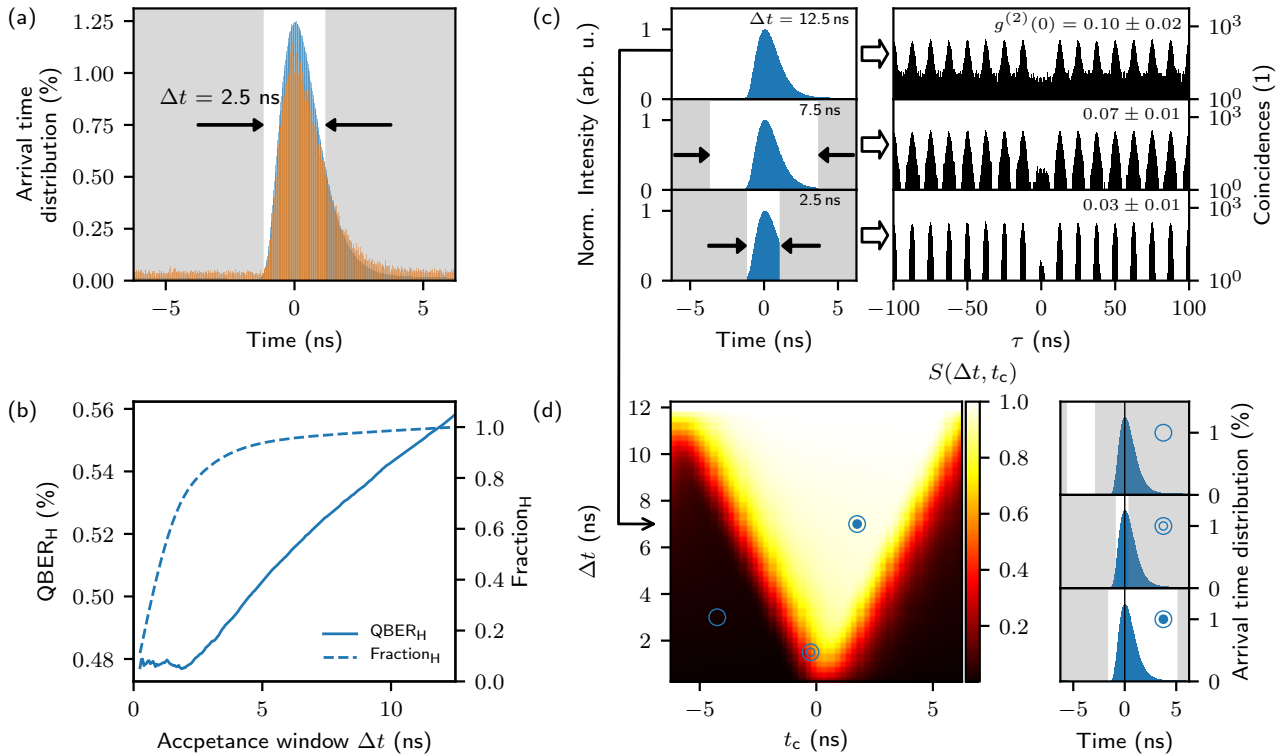 (a)
1.25
1.00
0.75
0.50
0.25
0.00
Arrival time
distribution (%)
Δt = 2.5 ns
−5 0 5
Time (ns)
(b)
0.56
0.54
0.52
0.50
0.48
QBER_H (%)
1.0
0.8
0.6
0.4
0.2
0.0
Fraction_H
QBER_H
Fraction_H
0 5 10
Accpetance window Δt (ns)
(c)
Norm. Intensity (arb. u.)
1
0
Δt = 12.5 ns
1
0
7.5 ns
1
0
2.5 ns
−5 0 5
Time (ns)
g^(2)(0) = 0.10 ± 0.02
10^3
10^0
0.07 ± 0.01
10^3
10^0
0.03 ± 0.01
10^3
10^0
Coincidences (1)
−100 −50 0 50 100
τ (ns)
(d)
S(Δt, t_c)
12
10
8
6
4
2
Δt (ns)
−5 0 5
t_c (ns)
1.0
0.8
0.6
0.4
0.2
1
0
1
0
1
0
Arrival time distribution (%)
−5 0 5
Time (ns)